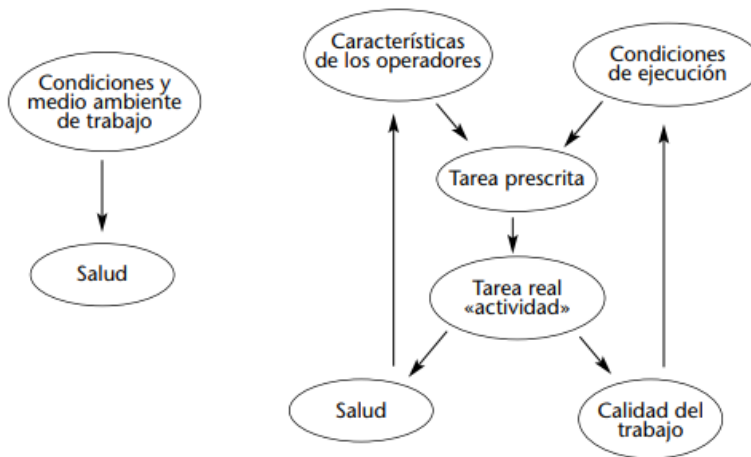 Condiciones y
medio ambiente
de trabajo
Salud
Características
de los operadores
Condiciones
de ejecución
Tarea prescrita
Tarea real
«actividad»
Salud
Calidad del
trabajo